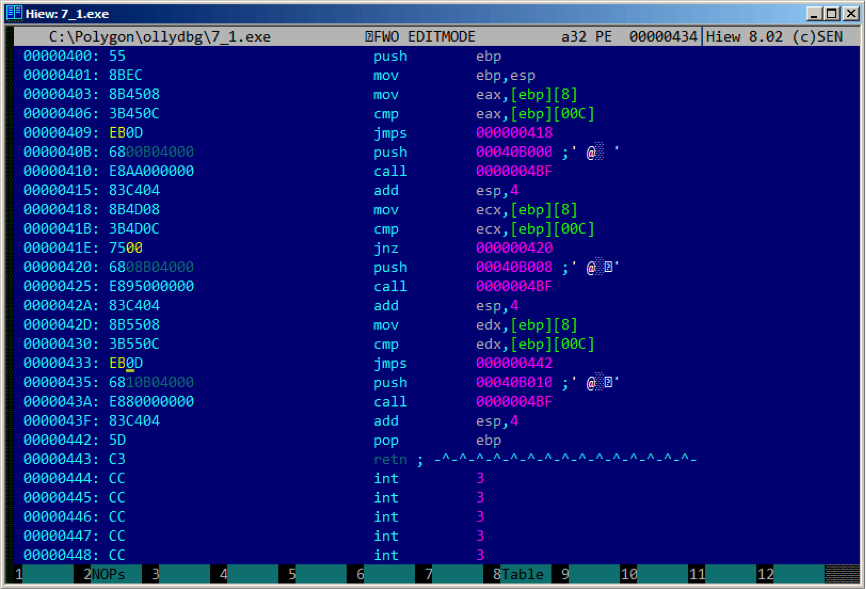 Hiew: 7_1.exe
C:\Polygon\ollydbg\7_1.exe FWO EDITMODE a32 PE 00000434 Hiew 8.02 (c)SEN
00000400: 55 push ebp
00000401: 8BEC mov ebp,esp
00000403: 8B4508 mov eax,[ebp][8]
00000406: 3B450C cmp eax,[ebp][00C]
00000409: EB0D jmps 000000418
0000040B: 6800B04000 push 00040B000 ;' @░ '
00000410: E8AA000000 call 0000004BF
00000415: 83C404 add esp,4
00000418: 8B4D08 mov ecx,[ebp][8]
0000041B: 3B4D0C cmp ecx,[ebp][00C]
0000041E: 7500 jnz 000000420
00000420: 6808B04000 push 00040B008 ;' @░'
00000425: E895000000 call 0000004BF
0000042A: 83C404 add esp,4
0000042D: 8B5508 mov edx,[ebp][8]
00000430: 3B550C cmp edx,[ebp][00C]
00000433: EB0D jmps 000000442
00000435: 6810B04000 push 00040B010 ;' @░'
0000043A: E880000000 call 0000004BF
0000043F: 83C404 add esp,4
00000442: 5D pop ebp
00000443: C3 retn ; -^-^-^-^-^-^-^-^-^-^-^-^-^-^-^-
00000444: CC int 3
00000445: CC int 3
00000446: CC int 3
00000447: CC int 3
00000448: CC int 3
1 2NOPs 3 4 5 6 7 8Table 9 10 11 12